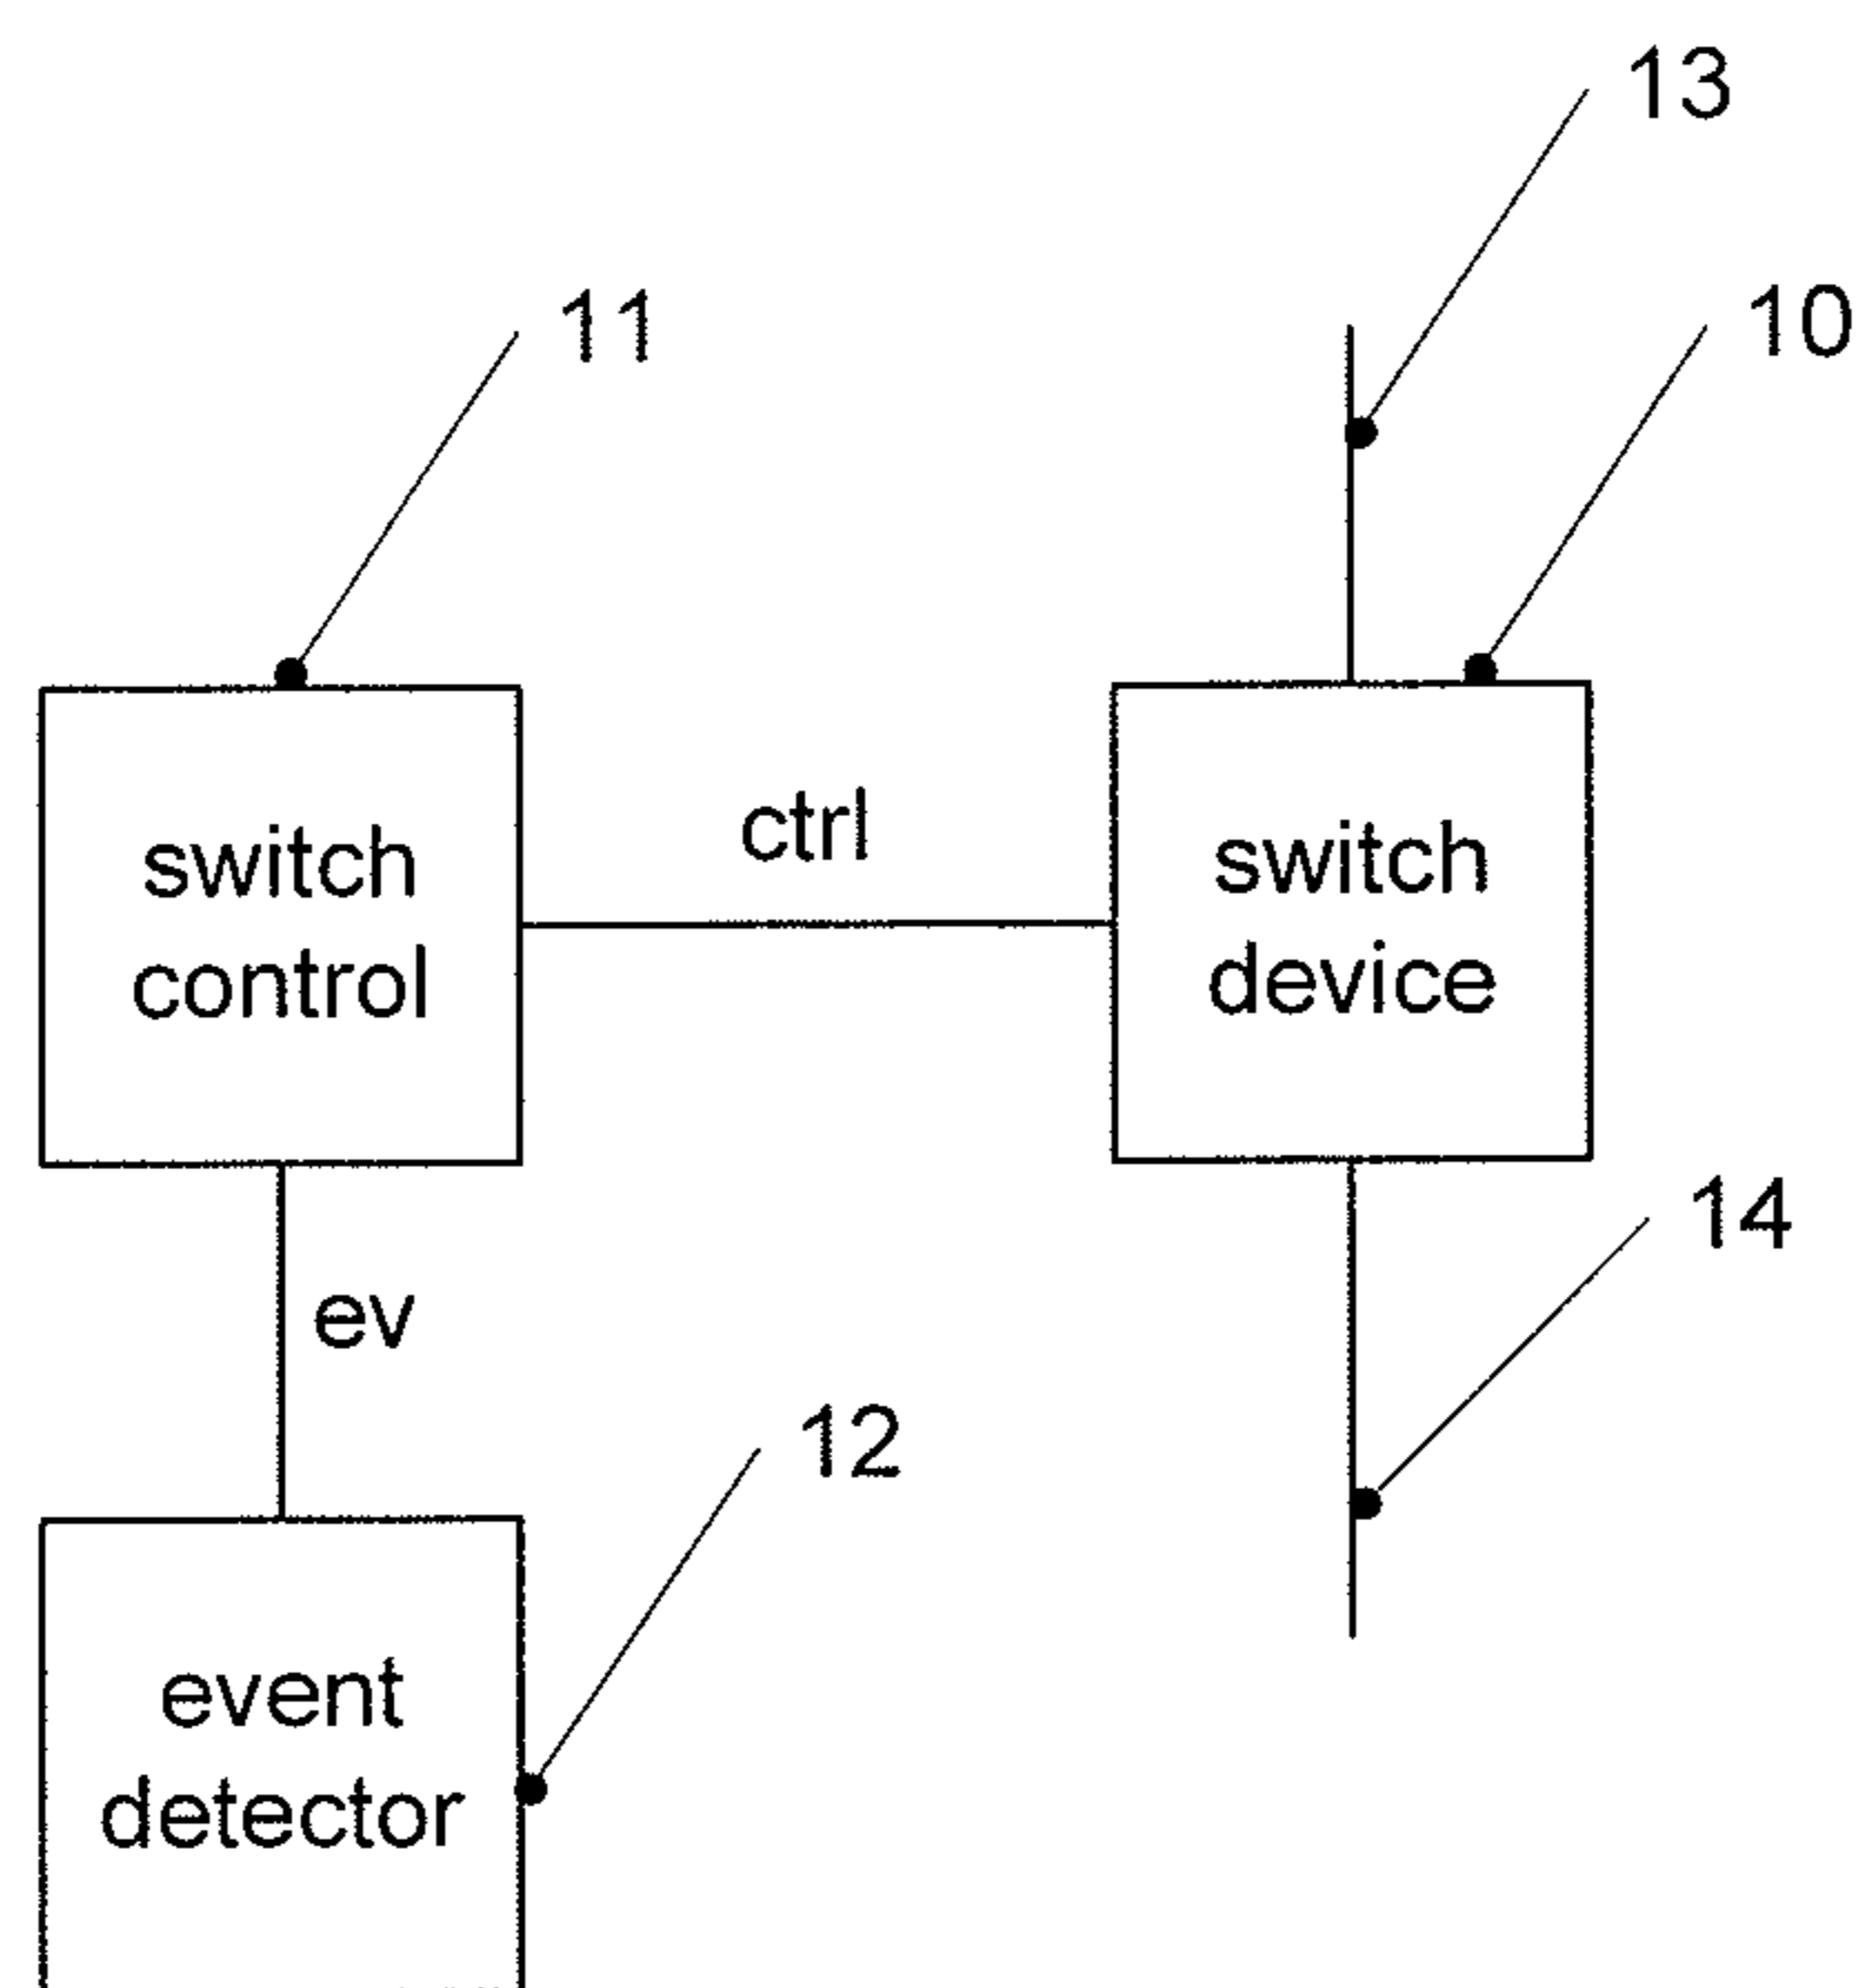 13
11
10
switch
control
ctrl
switch
device
ev
14
12
event
detector